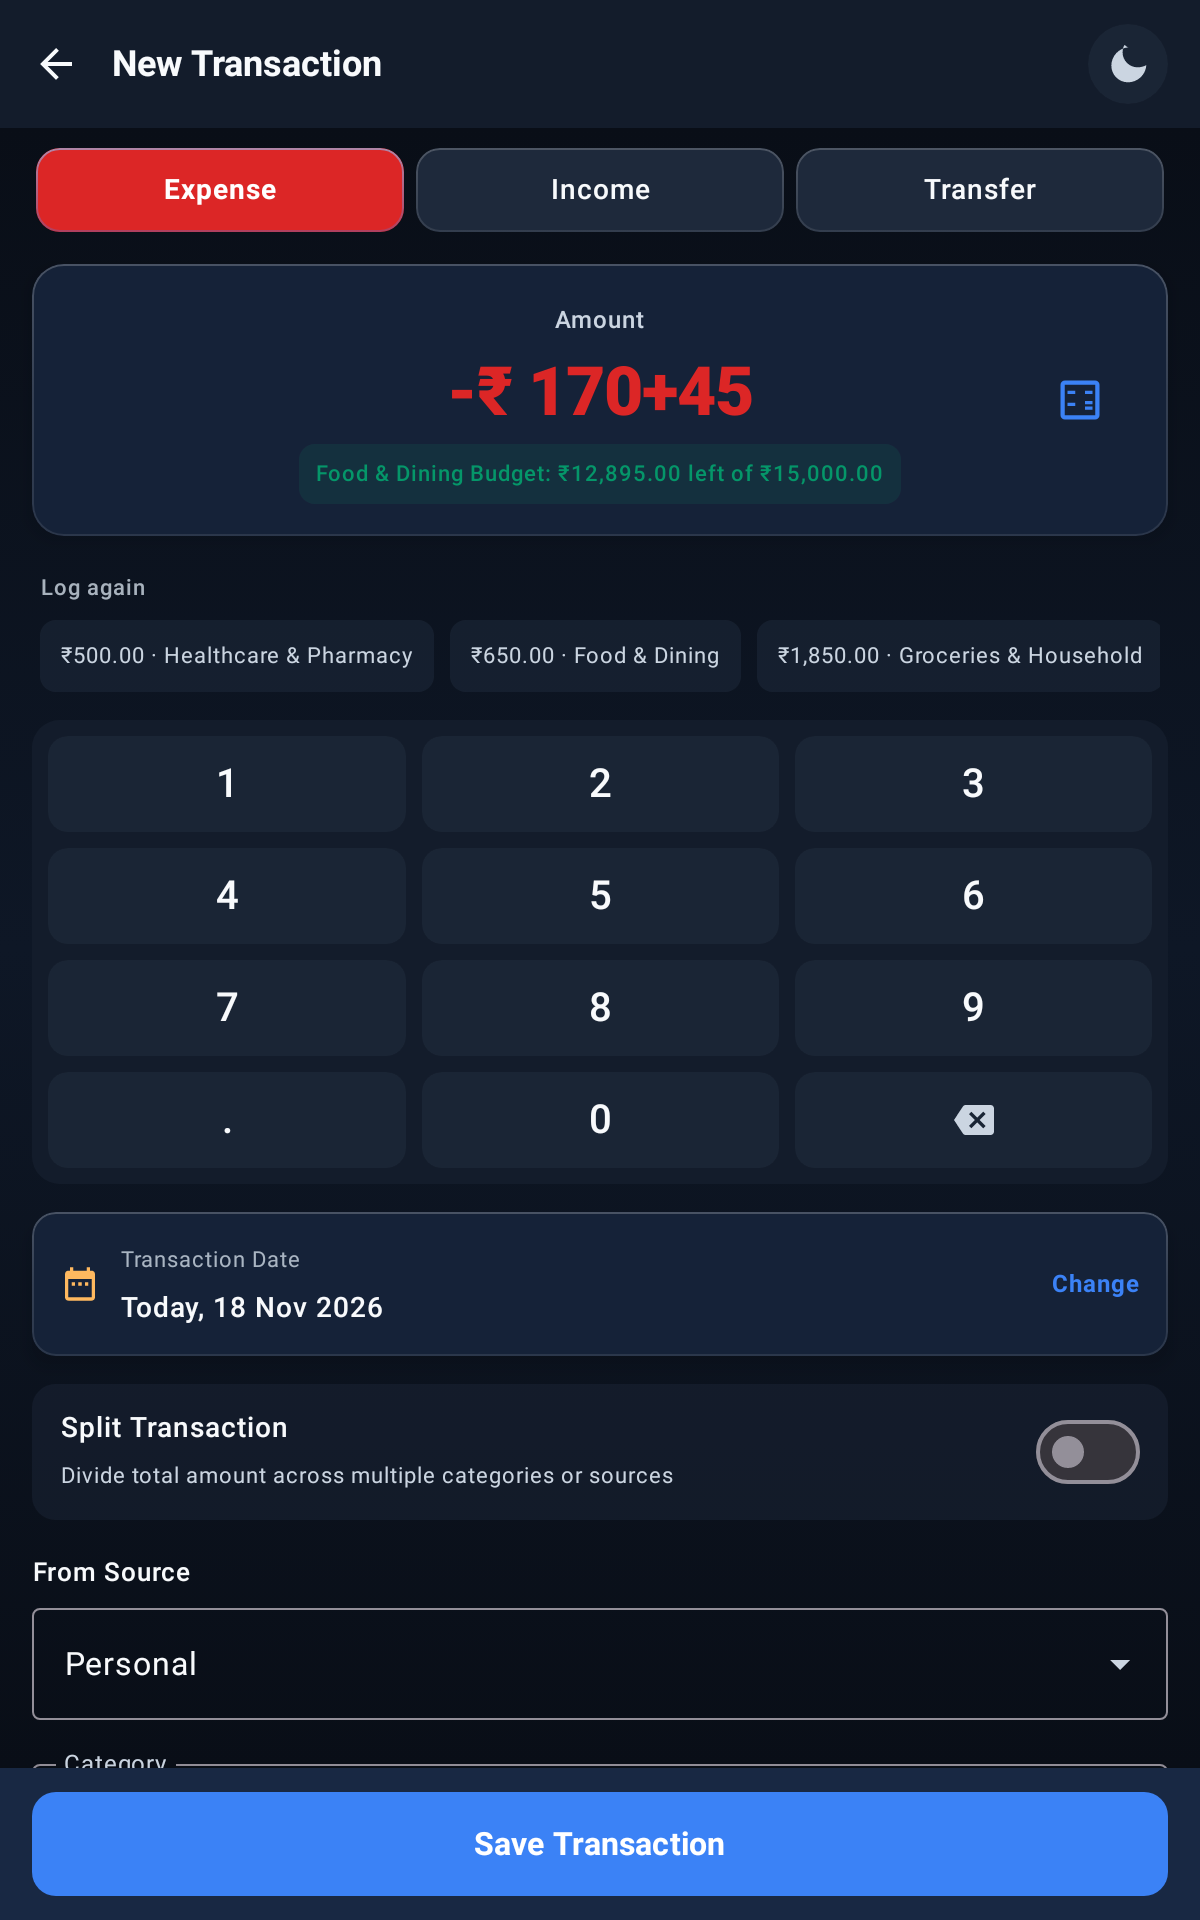 New Transaction
Expense
Income
Transfer
Amount
-₹ 170+45
Food & Dining Budget: ₹12,895.00 left of ₹15,000.00
Log again
₹500.00 · Healthcare & Pharmacy
₹650.00 · Food & Dining
₹1,850.00 · Groceries & Household
1
2
3
4
5
6
7
8
9
.
0
Transaction Date
Today, 18 Nov 2026
Change
Split Transaction
Divide total amount across multiple categories or sources
From Source
Personal
Category
Save Transaction